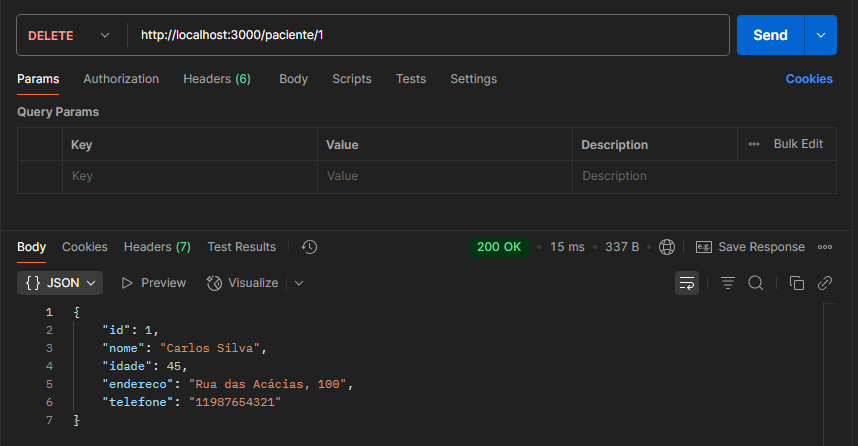 DELETE http://localhost:3000/paciente/1 Send
Params Authorization Headers (6) Body Scripts Tests Settings Cookies
Query Params
Key Value Description ••• Bulk Edit
Key Value Description
Body Cookies Headers (7) Test Results 200 OK • 15 ms • 337 B • e.g. Save Response •••
{} JSON Preview Visualize
1 {
2 "id": 1,
3 "nome": "Carlos Silva",
4 "idade": 45,
5 "endereco": "Rua das Acácias, 100",
6 "telefone": "11987654321"
7 }